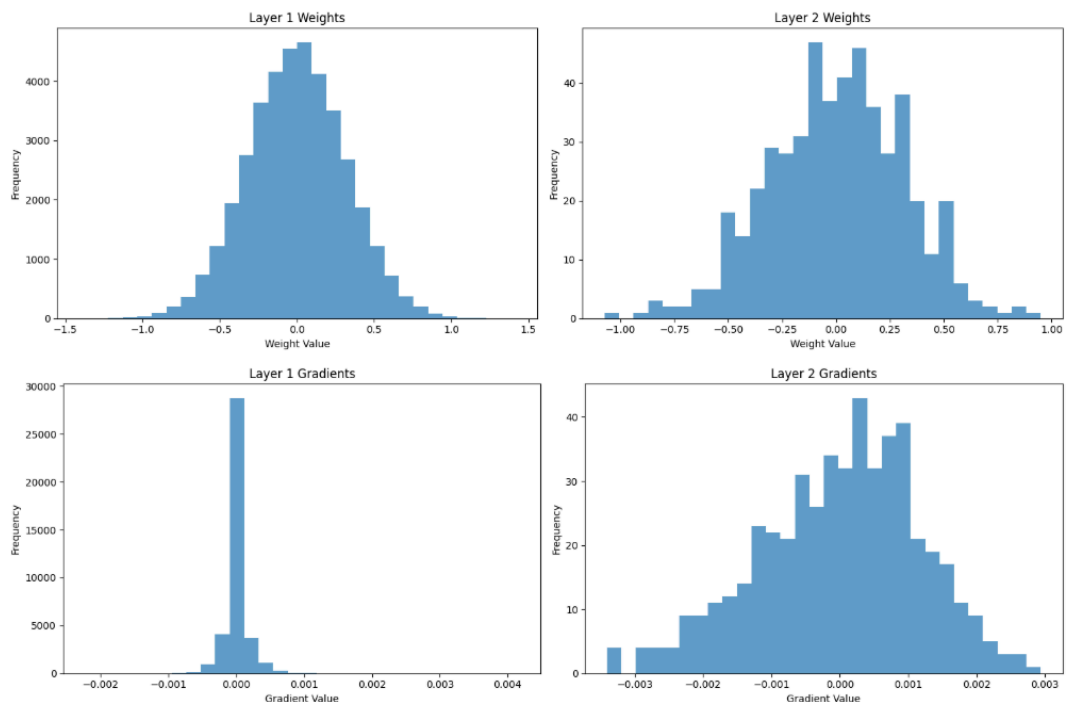 Layer 1 Weights
Frequency
4000
3000
2000
1000
0
−1.5 −1.0 −0.5 0.0 0.5 1.0 1.5
Weight Value
Layer 2 Weights
Frequency
40
30
20
10
0
−1.00 −0.75 −0.50 −0.25 0.00 0.25 0.50 0.75 1.00
Weight Value
Layer 1 Gradients
Frequency
30000
25000
20000
15000
10000
5000
0
−0.002 −0.001 0.000 0.001 0.002 0.003 0.004
Gradient Value
Layer 2 Gradients
Frequency
40
30
20
10
0
−0.003 −0.002 −0.001 0.000 0.001 0.002 0.003
Gradient Value